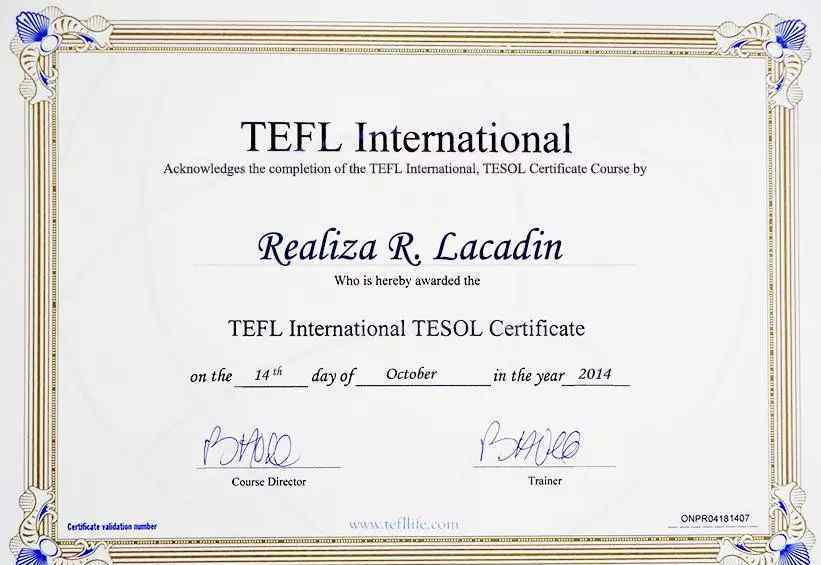 TEFL International
Acknowledges the completion of the TEFL International, TESOL Certificate Course by
Realiza R. Lacadin
Who is hereby awarded the
TEFL International TESOL Certificate
on the 14th day of October in the year 2014
Course Director Trainer
Certificate validation number www.tefllife.com ONPR04181407